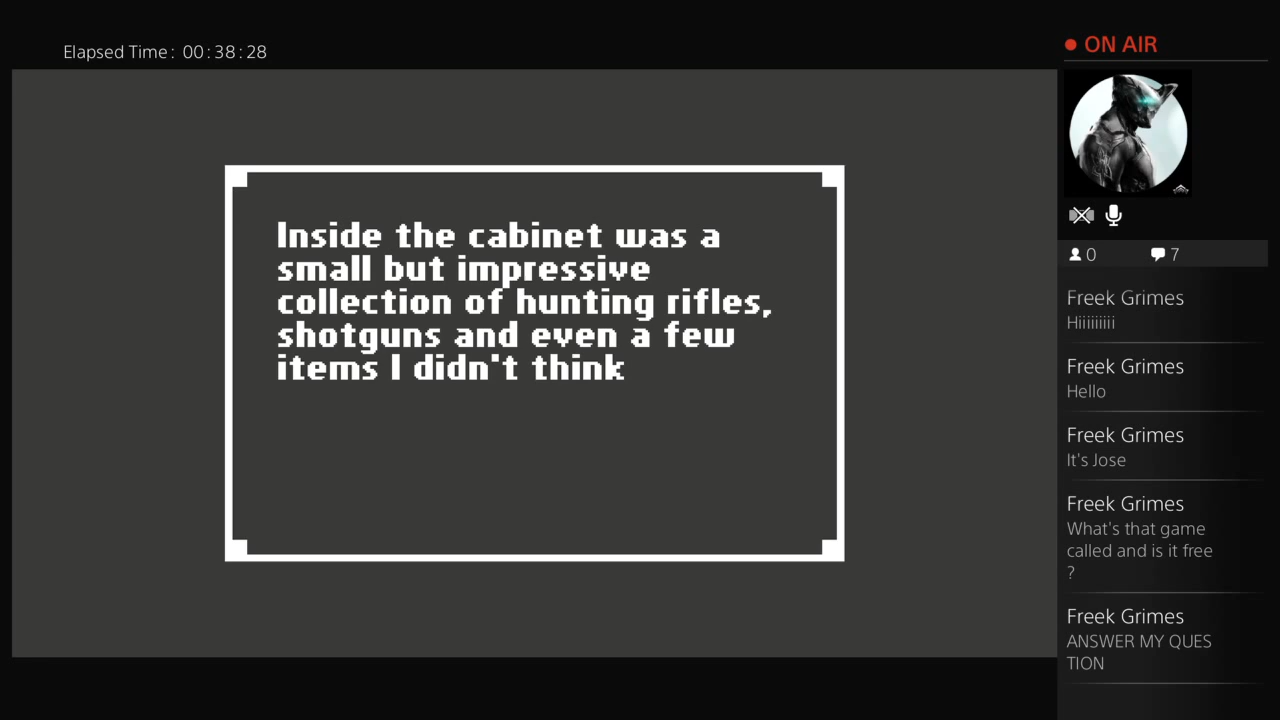 Elapsed Time: 00:38:28
ON AIR
Inside the cabinet was a
small but impressive
collection of hunting rifles,
shotguns and even a few
items I didn't think
0 7
Freek Grimes
Hiiiiiiiii
Freek Grimes
Hello
Freek Grimes
It's Jose
Freek Grimes
What's that game
called and is it free
?
Freek Grimes
ANSWER MY QUES
TION